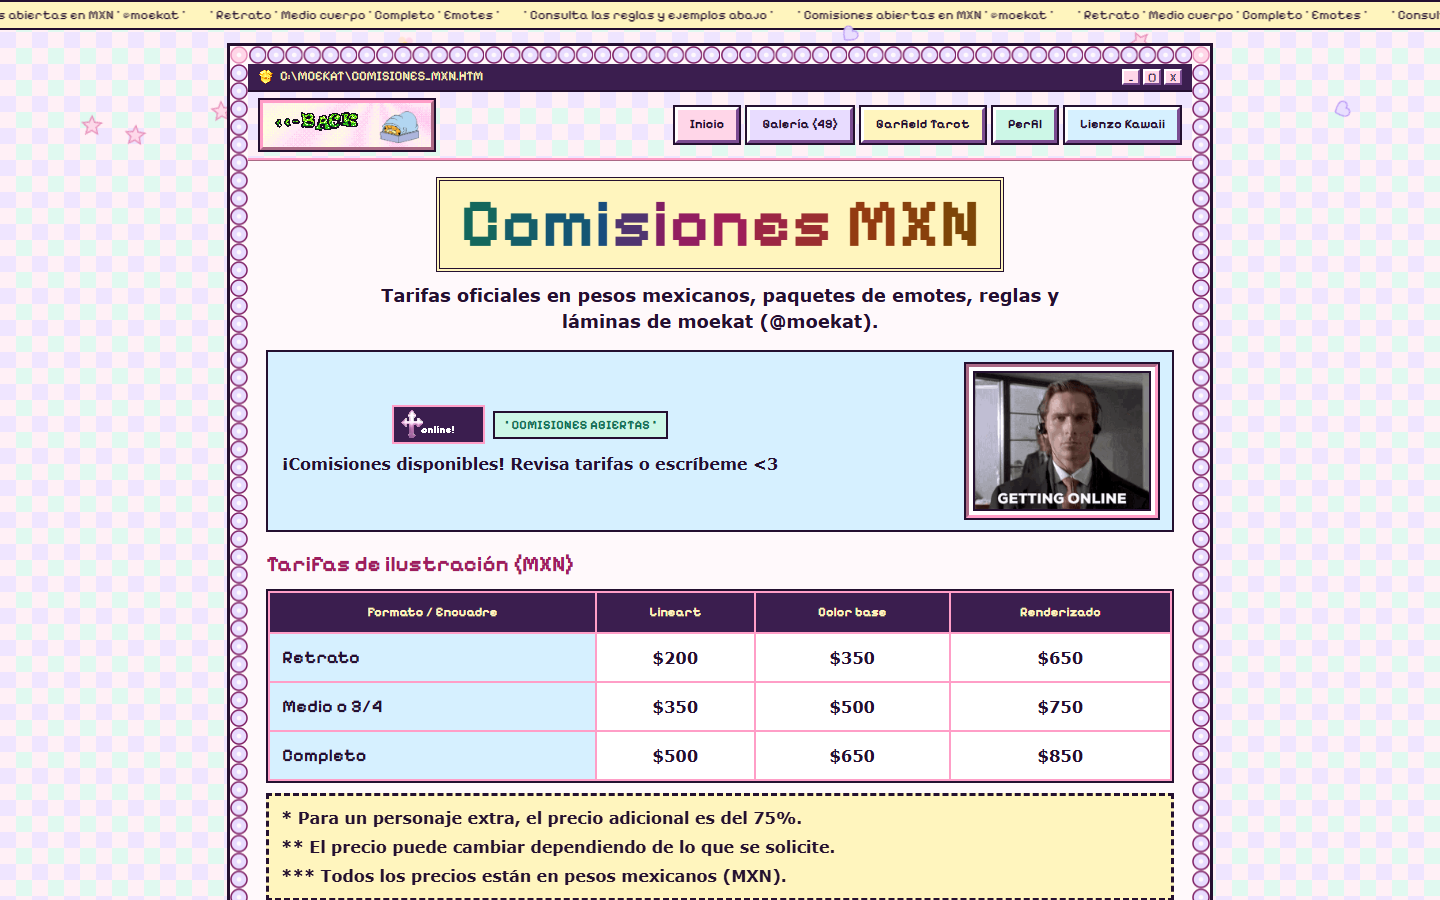 s abiertas en MXN * @moekat * * Retrato * Medio cuerpo * Completo * Emotes * * Consulta las reglas y ejemplos abajo * * Comisiones abiertas en MXN * @moekat * * Retrato * Medio cuerpo * Completo * Emotes * * Consul
C:\MOEKAT\COMISIONES_MXN.HTM
<-BACK
Inicio
Galería (49)
Garfield Tarot
Perfil
Lienzo Kawaii
Comisiones MXN
Tarifas oficiales en pesos mexicanos, paquetes de emotes, reglas y
láminas de moekat (@moekat).
online!
* COMISIONES ABIERTAS *
¡Comisiones disponibles! Revisa tarifas o escríbeme <3
GETTING ONLINE
Tarifas de ilustración (MXN)
Formato / Encuadre Lineart Color base Renderizado
Retrato $200 $350 $650
Medio o 3/4 $350 $500 $750
Completo $500 $650 $850
* Para un personaje extra, el precio adicional es del 75%.
** El precio puede cambiar dependiendo de lo que se solicite.
*** Todos los precios están en pesos mexicanos (MXN).